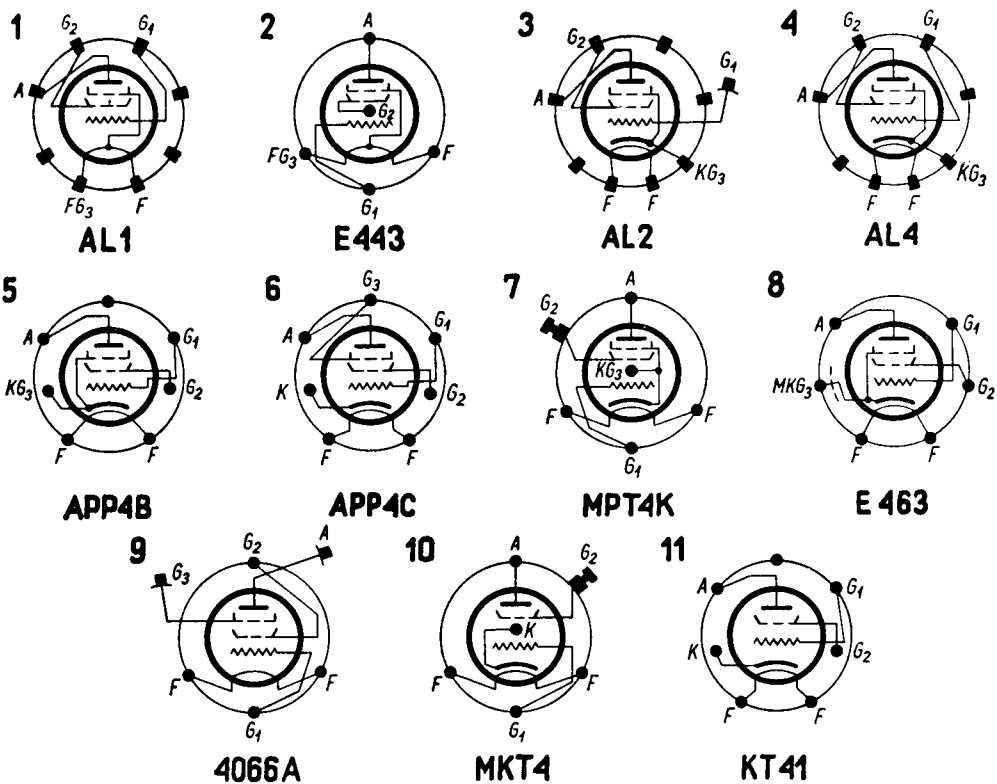 1
G₂
G₁
A
FG₃
F
AL1
2
A
G₂
FG₃
F
G₁
E443
3
G₂
G₁
A
KG₃
F
F
AL2
4
G₂
G₁
A
KG₃
F
F
AL4
5
A
G₁
KG₃
G₂
F
F
APP4B
6
G₃
A
G₁
K
G₂
F
F
APP4C
7
A
G₂
KG₃
F
F
G₁
MPT4K
8
A
G₁
MKG₃
G₂
F
F
E463
9
G₂
A
G₃
F
F
G₁
4066A
10
A
G₂
K
F
F
G₁
MKT4
11
A
G₁
K
G₂
F
F
KT41